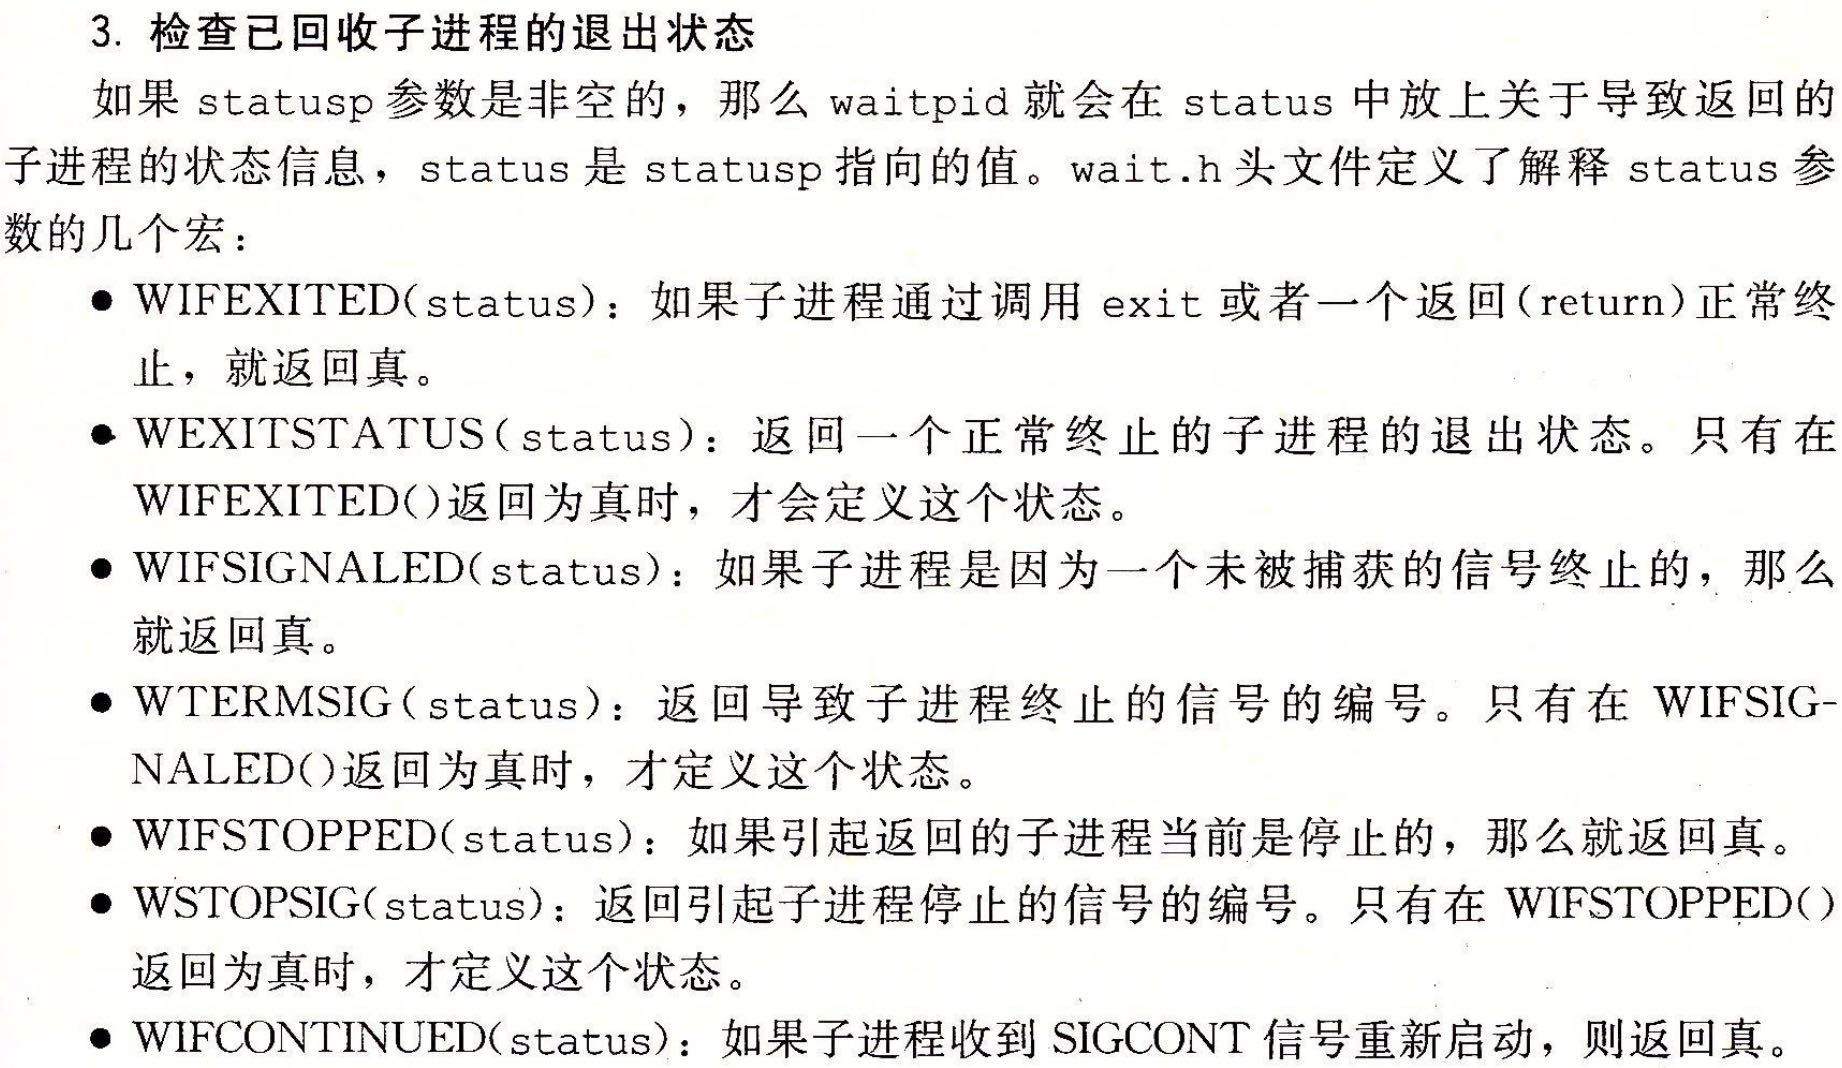 3. 检查已回收子进程的退出状态
如果 statusp 参数是非空的，那么 waitpid 就会在 status 中放上关于导致返回的
子进程的状态信息，status 是 statusp 指向的值。wait.h 头文件定义了解释 status 参
数的几个宏：
● WIFEXITED(status)：如果子进程通过调用 exit 或者一个返回(return)正常终
止，就返回真。
● WEXITSTATUS(status)：返回一个正常终止的子进程的退出状态。只有在
WIFEXITED()返回为真时，才会定义这个状态。
● WIFSIGNALED(status)：如果子进程是因为一个未被捕获的信号终止的，那么
就返回真。
● WTERMSIG(status)：返回导致子进程终止的信号的编号。只有在 WIFSIG-
NALED()返回为真时，才定义这个状态。
● WIFSTOPPED(status)：如果引起返回的子进程当前是停止的，那么就返回真。
● WSTOPSIG(status)：返回引起子进程停止的信号的编号。只有在 WIFSTOPPED()
返回为真时，才定义这个状态。
● WIFCONTINUED(status)：如果子进程收到 SIGCONT 信号重新启动，则返回真。